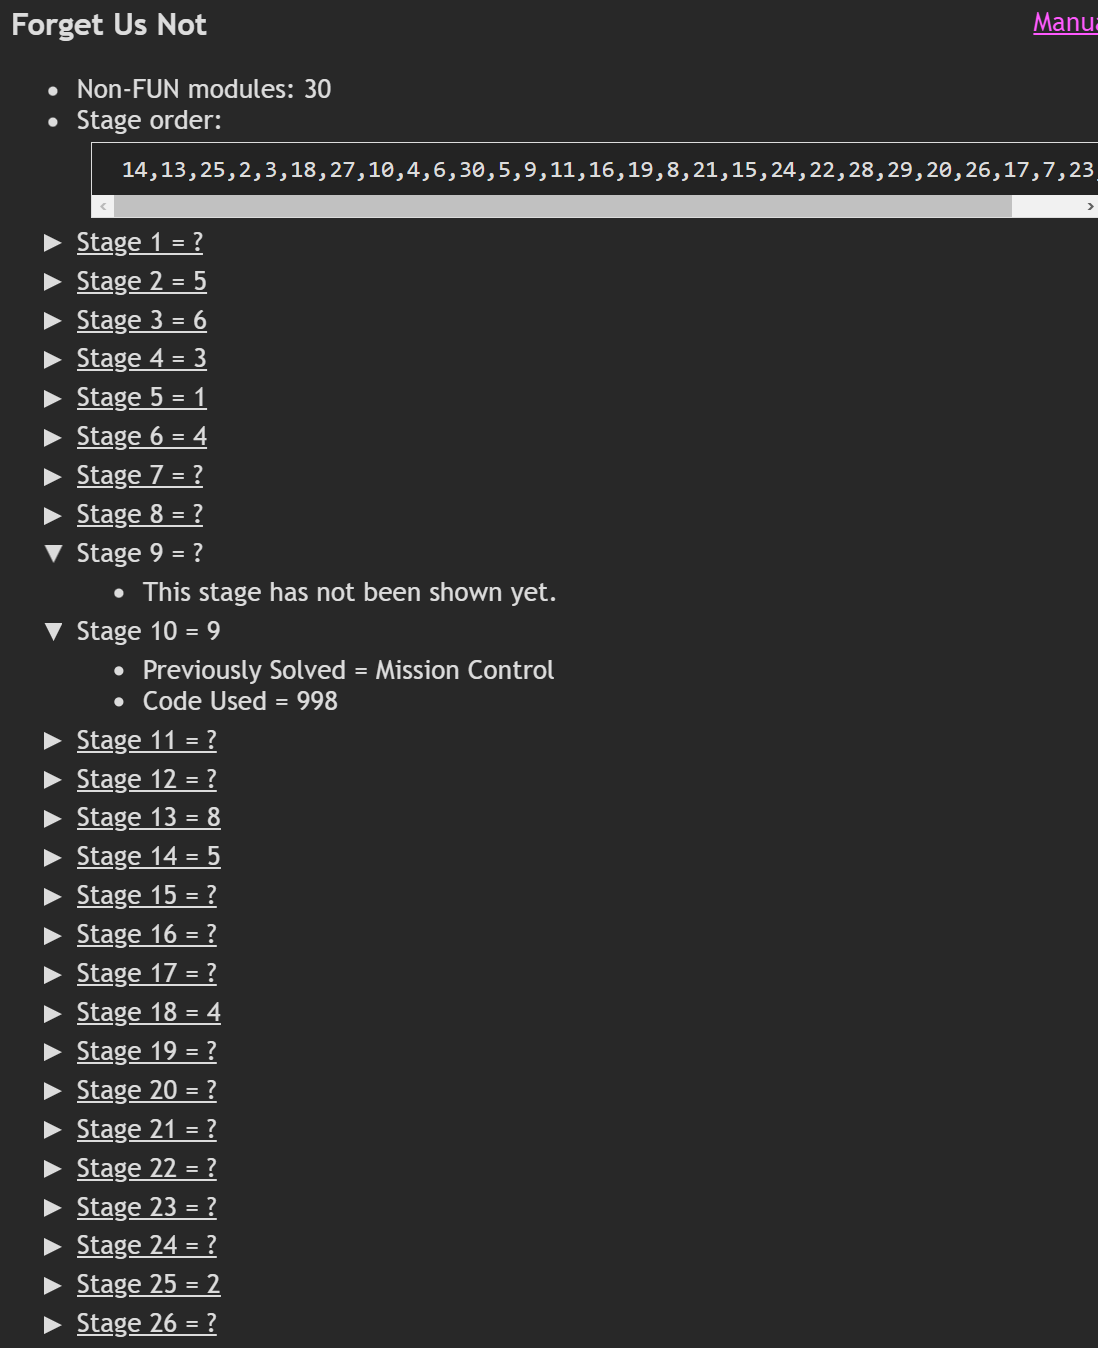 Forget Us Not
Manua
Non-FUN modules: 30
Stage order:
14,13,25,2,3,18,27,10,4,6,30,5,9,11,16,19,8,21,15,24,22,28,29,20,26,17,7,23,
Stage 1 = ?
Stage 2 = 5
Stage 3 = 6
Stage 4 = 3
Stage 5 = 1
Stage 6 = 4
Stage 7 = ?
Stage 8 = ?
Stage 9 = ?
This stage has not been shown yet.
Stage 10 = 9
Previously Solved = Mission Control
Code Used = 998
Stage 11 = ?
Stage 12 = ?
Stage 13 = 8
Stage 14 = 5
Stage 15 = ?
Stage 16 = ?
Stage 17 = ?
Stage 18 = 4
Stage 19 = ?
Stage 20 = ?
Stage 21 = ?
Stage 22 = ?
Stage 23 = ?
Stage 24 = ?
Stage 25 = 2
Stage 26 = ?